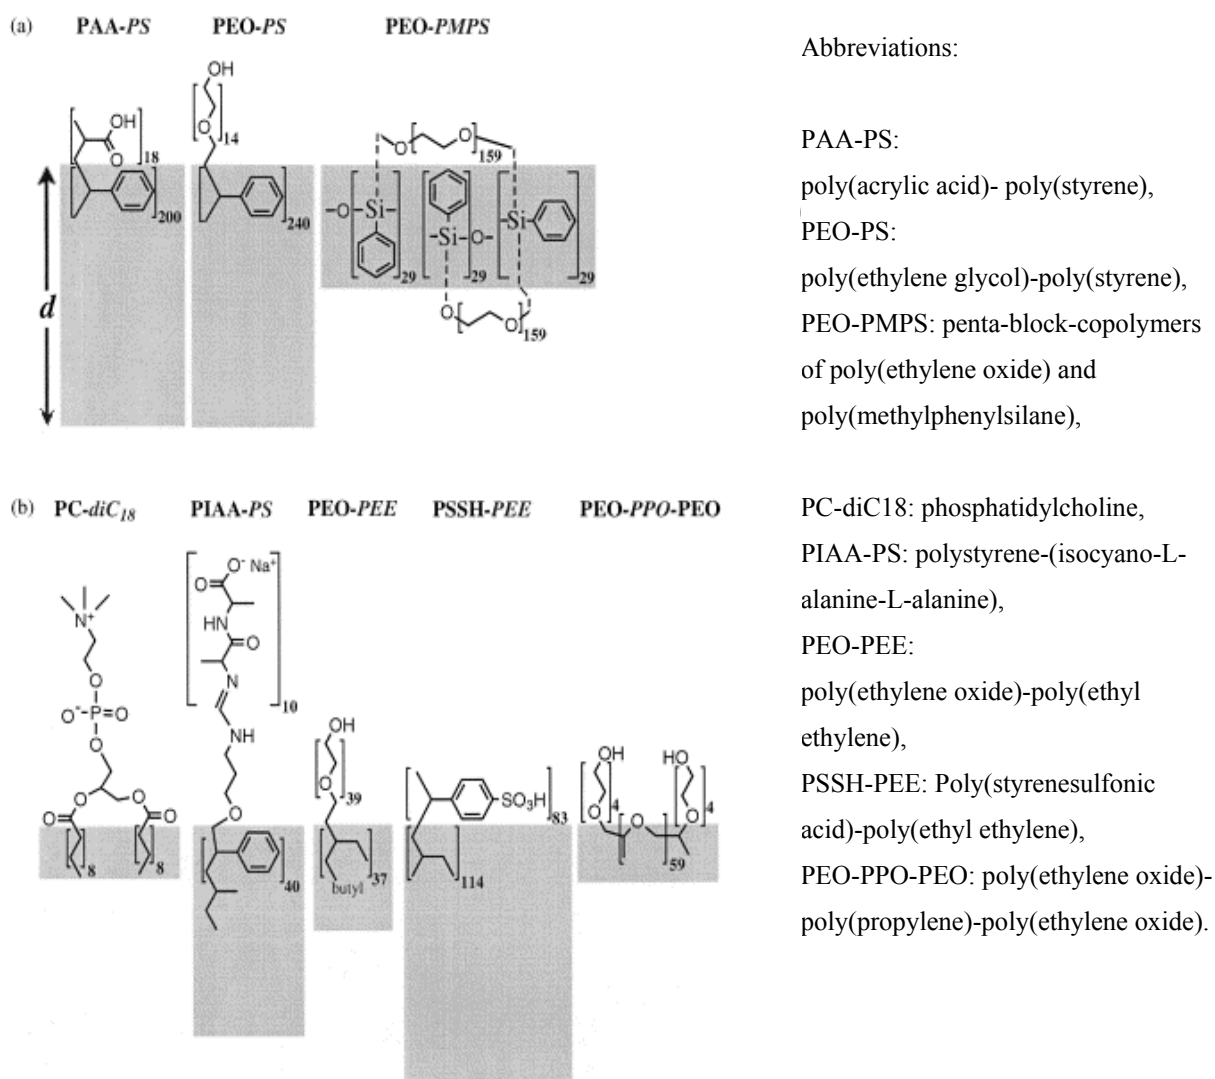 (a) PAA-PS PEO-PS PEO-PMPS
OH
OH
O
18
O
14
O
O
159
d
200
240
-O-Si-
29
-Si-O-
29
-Si-
29
O
O
159
(b) PC-diC18 PIAA-PS PEO-PEE PSSH-PEE PEO-PPO-PEO
O- Na+
O
HN
O
N
10
NH
O
N+
O
O--P=O
O
O
O
O
O
8
8
40
OH
O
39
37
butyl
SO3H
83
114
OH
HO
O
4
O
4
O
59
Abbreviations:
PAA-PS:
poly(acrylic acid)- poly(styrene),
PEO-PS:
poly(ethylene glycol)-poly(styrene),
PEO-PMPS: penta-block-copolymers
of poly(ethylene oxide) and
poly(methylphenylsilane),
PC-diC18: phosphatidylcholine,
PIAA-PS: polystyrene-(isocyano-L-
alanine-L-alanine),
PEO-PEE:
poly(ethylene oxide)-poly(ethyl
ethylene),
PSSH-PEE: Poly(styrenesulfonic
acid)-poly(ethyl ethylene),
PEO-PPO-PEO: poly(ethylene oxide)-
poly(propylene)-poly(ethylene oxide).